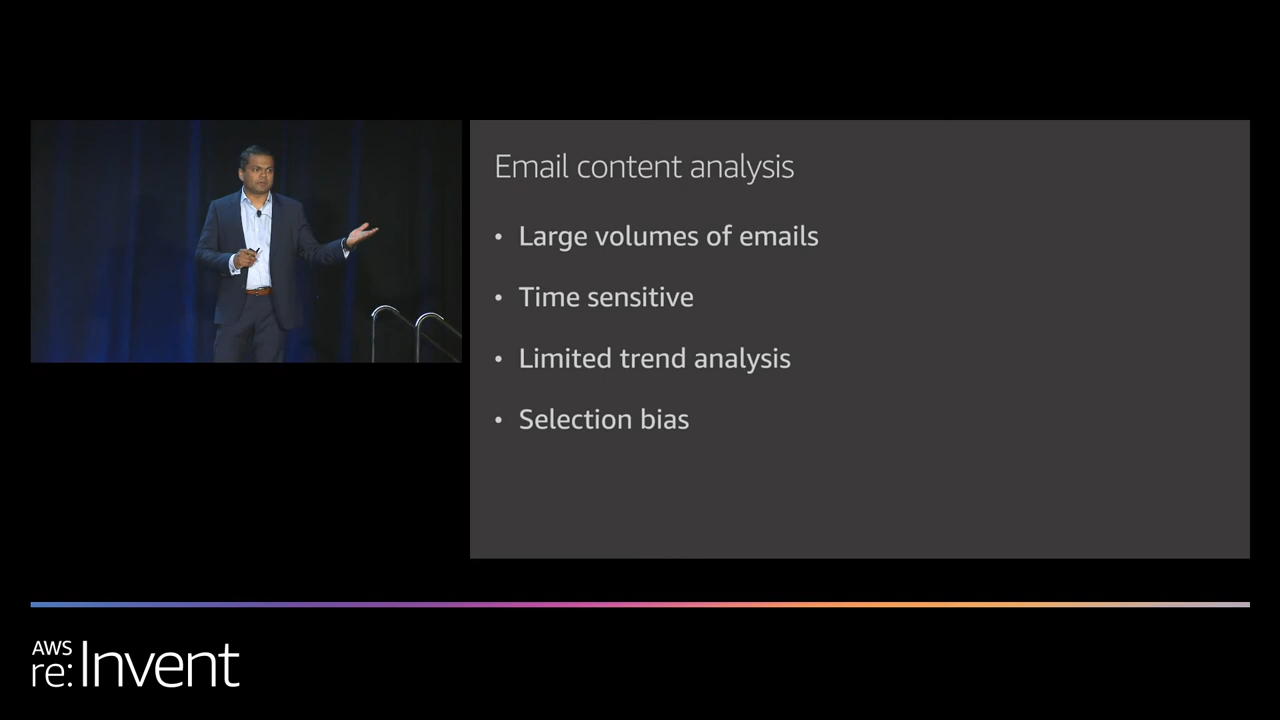 Email content analysis
• Large volumes of emails
• Time sensitive
• Limited trend analysis
• Selection bias
AWS
re:Invent